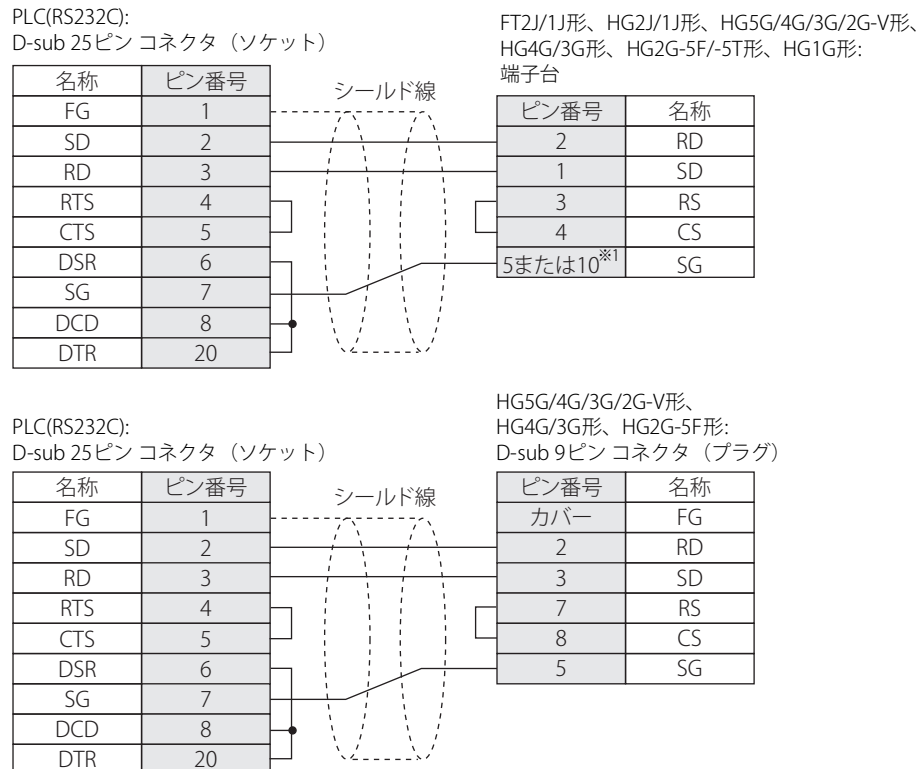 PLC(RS232C):
D-sub 25ピン コネクタ（ソケット）
FT2J/1J形、HG2J/1J形、HG5G/4G/3G/2G-V形、
HG4G/3G形、HG2G-5F/-5T形、HG1G形:
端子台
名称 ピン番号
FG 1
SD 2
RD 3
RTS 4
CTS 5
DSR 6
SG 7
DCD 8
DTR 20
シールド線
ピン番号 名称
2 RD
1 SD
3 RS
4 CS
5または10※1 SG
PLC(RS232C):
D-sub 25ピン コネクタ（ソケット）
HG5G/4G/3G/2G-V形、
HG4G/3G形、HG2G-5F形:
D-sub 9ピン コネクタ（プラグ）
名称 ピン番号
FG 1
SD 2
RD 3
RTS 4
CTS 5
DSR 6
SG 7
DCD 8
DTR 20
シールド線
ピン番号 名称
カバー FG
2 RD
3 SD
7 RS
8 CS
5 SG